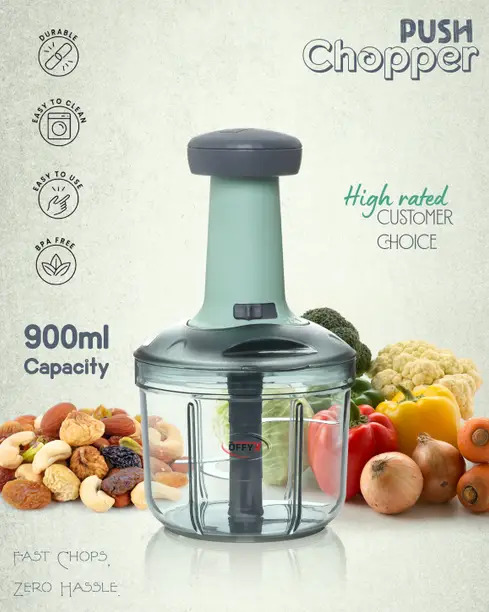 DURABLE
EASY TO CLEAN
EASY TO USE
BPA FREE
PUSH
Chopper
High rated
CUSTOMER
CHOICE
900ml
Capacity
ÖFFYX
FAST CHOPS,
ZERO HASSLE